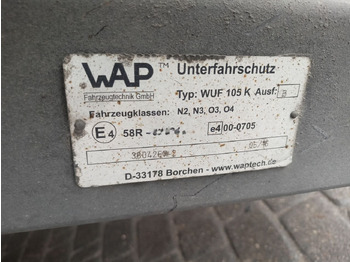 WAP™ Unterfahrschutz
Fahrzeugtechnik GmbH Typ: WUF 105 K Ausf: B
Fahrzeugklassen: N2, N3, O3, O4
E4 58R- e4 00-0705
D-33178 Borchen - www.waptech.de